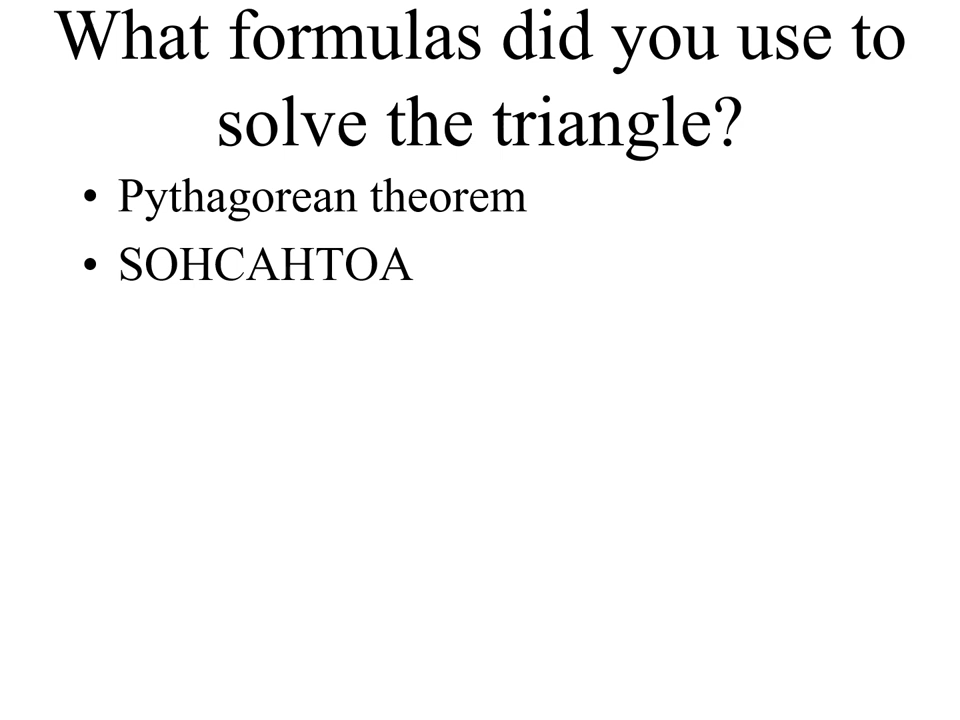 What formulas did you use to
solve the triangle?
• Pythagorean theorem
• SOHCAHTOA